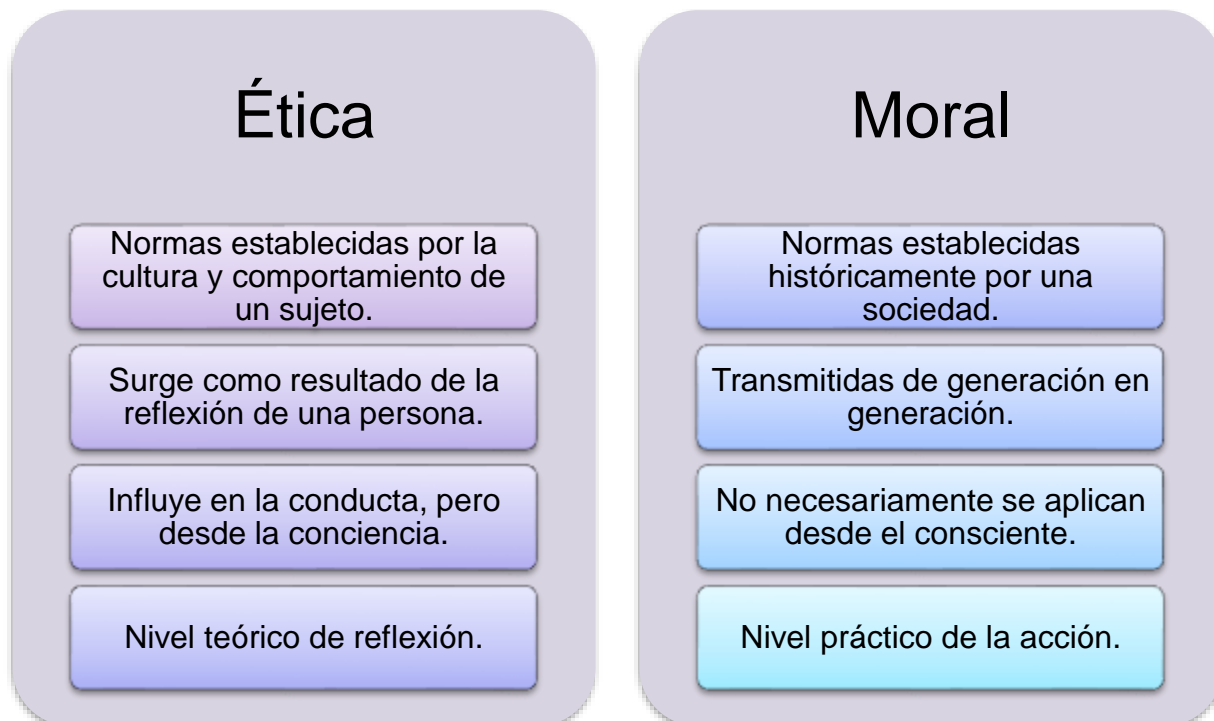 Ética
Normas establecidas por la
cultura y comportamiento de
un sujeto.
Surge como resultado de la
reflexión de una persona.
Influye en la conducta, pero
desde la conciencia.
Nivel teórico de reflexión.
Moral
Normas establecidas
históricamente por una
sociedad.
Transmitidas de generación en
generación.
No necesariamente se aplican
desde el consciente.
Nivel práctico de la acción.